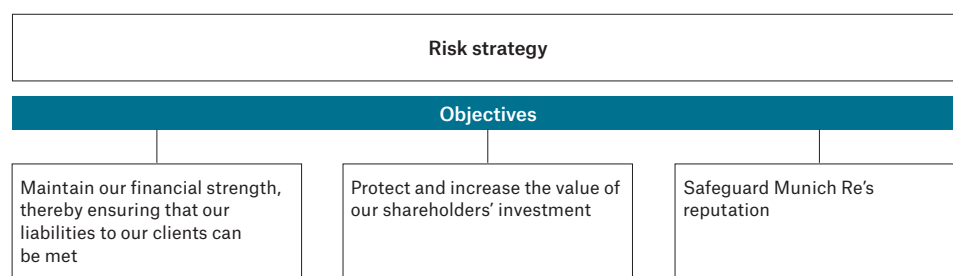 Risk strategy
Objectives
Maintain our financial strength,
thereby ensuring that our
liabilities to our clients can
be met
Protect and increase the value of
our shareholders’ investment
Safeguard Munich Re’s
reputation